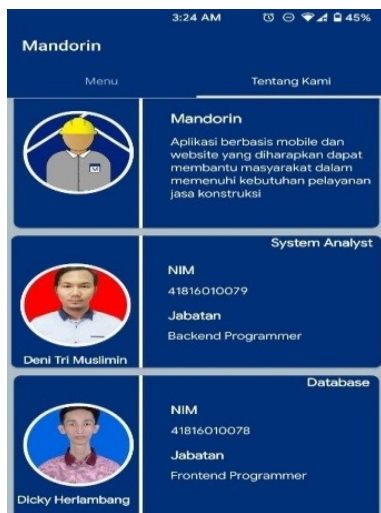 3:24 AM 45%
Mandorin
Menu Tentang Kami
Mandorin
Aplikasi berbasis mobile dan
website yang diharapkan dapat
membantu masyarakat dalam
memenuhi kebutuhan pelayanan
jasa konstruksi
System Analyst
NIM
41816010079
Jabatan
Backend Programmer
Deni Tri Muslimin
Database
NIM
41816010078
Jabatan
Frontend Programmer
Dicky Herlambang